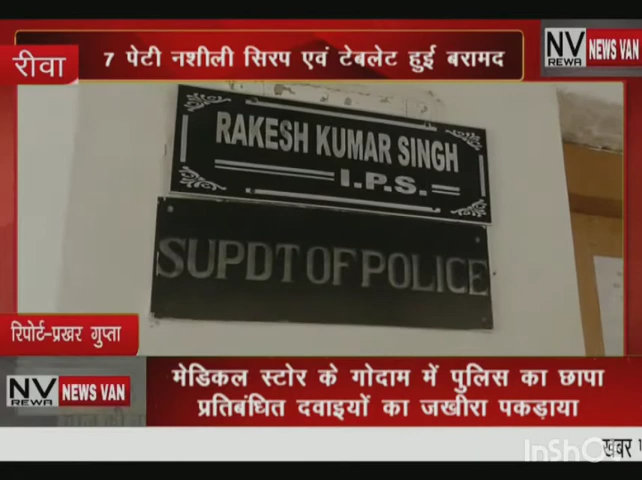 7 पेटी नशीली सिरप एवं टेबलेट हुई बरामद
NV
REWA
NEWS VAN
रीवा
RAKESH KUMAR SINGH
I.P.S.
SUPDT OF POLICE
रिपोर्ट-प्रखर गुप्ता
मेडिकल स्टोर के गोदाम में पुलिस का छापा
NV
REWA
NEWS VAN
प्रतिबंधित दवाइयों का जखीरा पकड़ाया
खबर